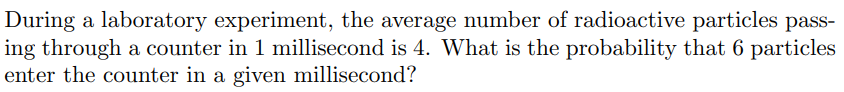 During a laboratory experiment, the average number of radioactive particles pass-
ing through a counter in 1 millisecond is 4. What is the probability that 6 particles
enter the counter in a given millisecond?